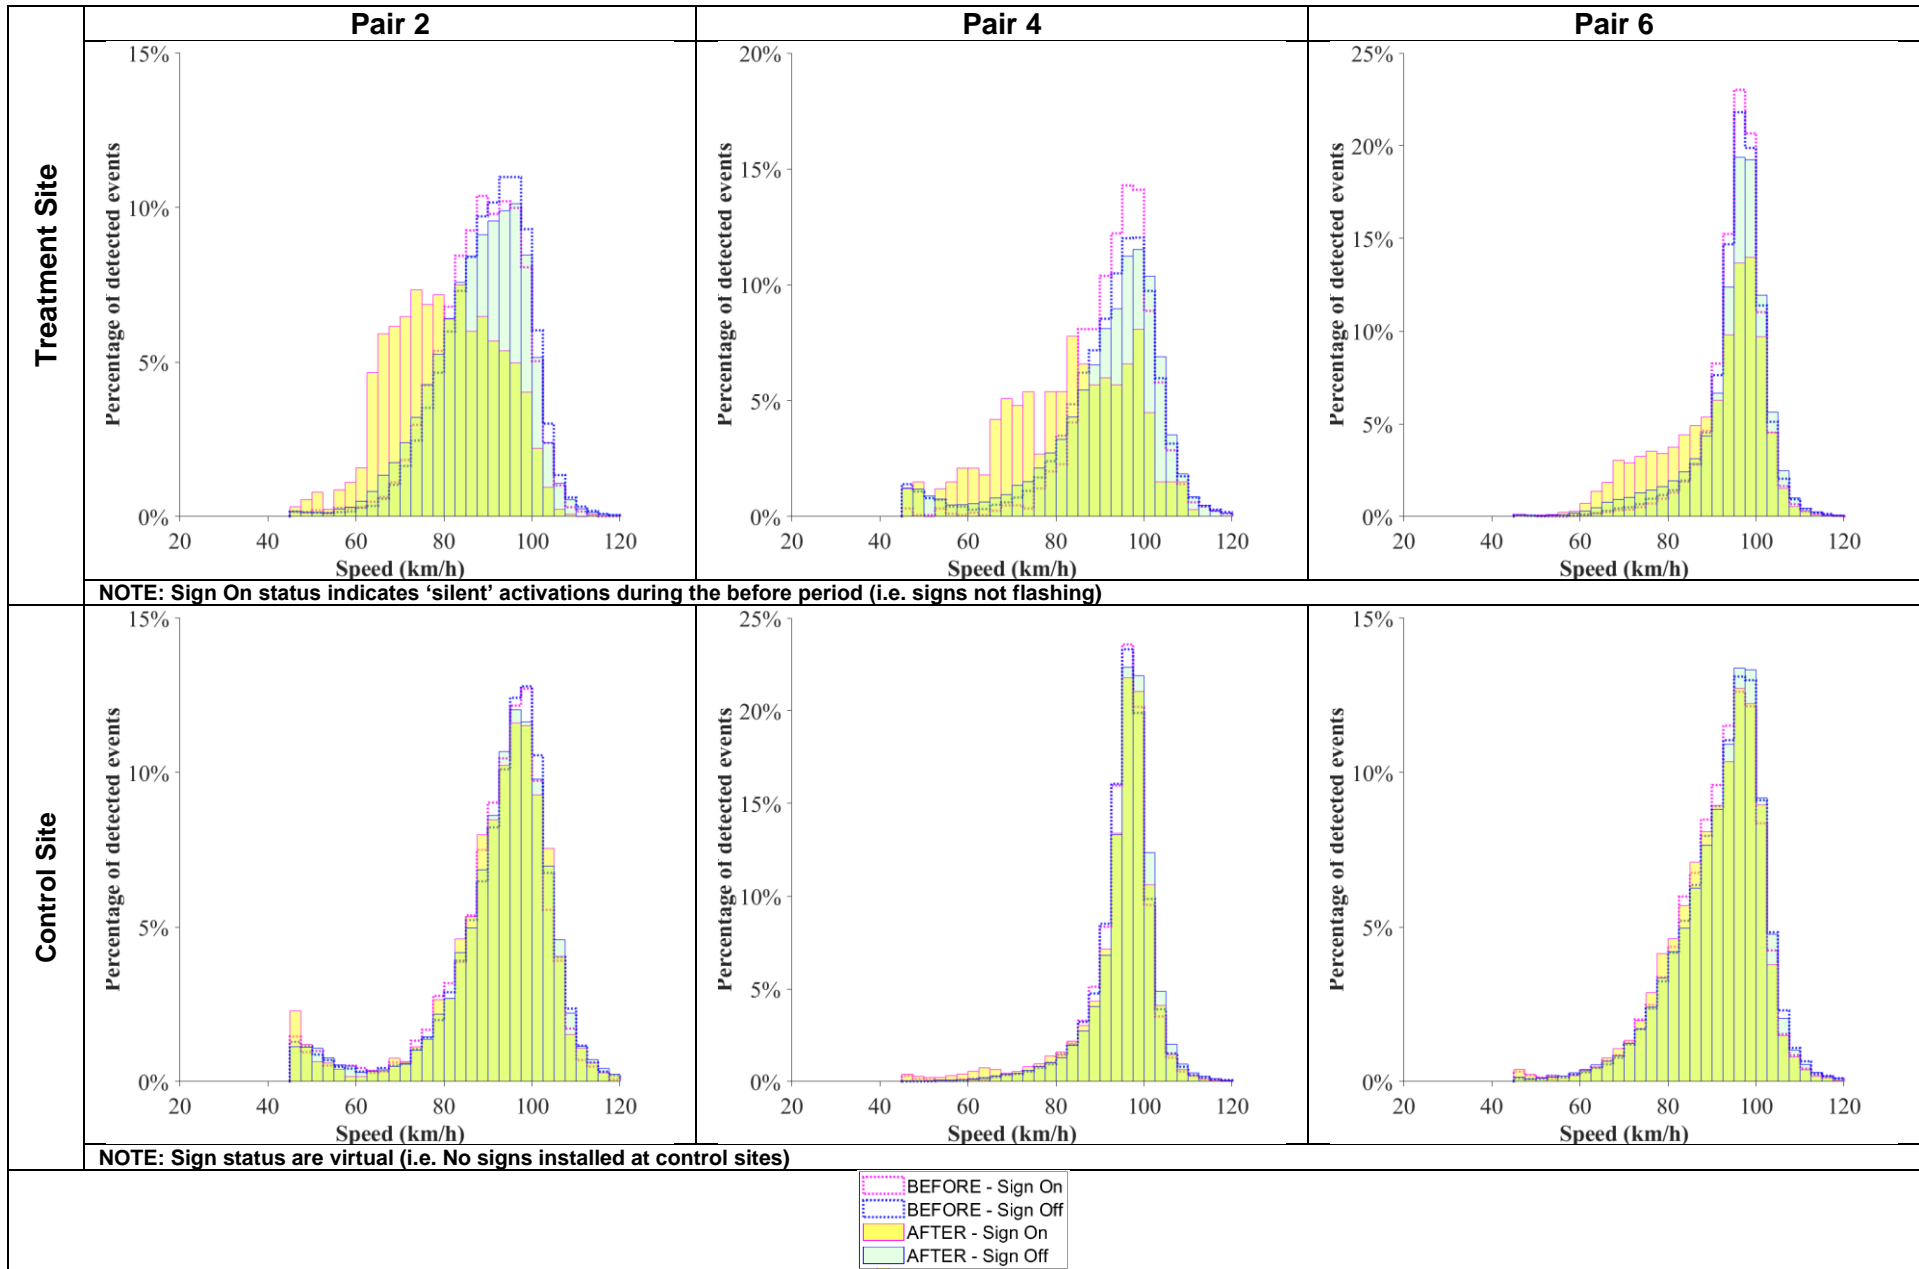 Pair 2
Pair 4
Pair 6
Treatment Site
15%
10%
5%
0%
Percentage of detected events
20 40 60 80 100 120
Speed (km/h)
20%
15%
10%
5%
0%
Percentage of detected events
20 40 60 80 100 120
Speed (km/h)
25%
20%
15%
10%
5%
0%
Percentage of detected events
20 40 60 80 100 120
Speed (km/h)
NOTE: Sign On status indicates ‘silent’ activations during the before period (i.e. signs not flashing)
Control Site
15%
10%
5%
0%
Percentage of detected events
20 40 60 80 100 120
Speed (km/h)
25%
20%
15%
10%
5%
0%
Percentage of detected events
20 40 60 80 100 120
Speed (km/h)
15%
10%
5%
0%
Percentage of detected events
20 40 60 80 100 120
Speed (km/h)
NOTE: Sign status are virtual (i.e. No signs installed at control sites)
BEFORE - Sign On
BEFORE - Sign Off
AFTER - Sign On
AFTER - Sign Off